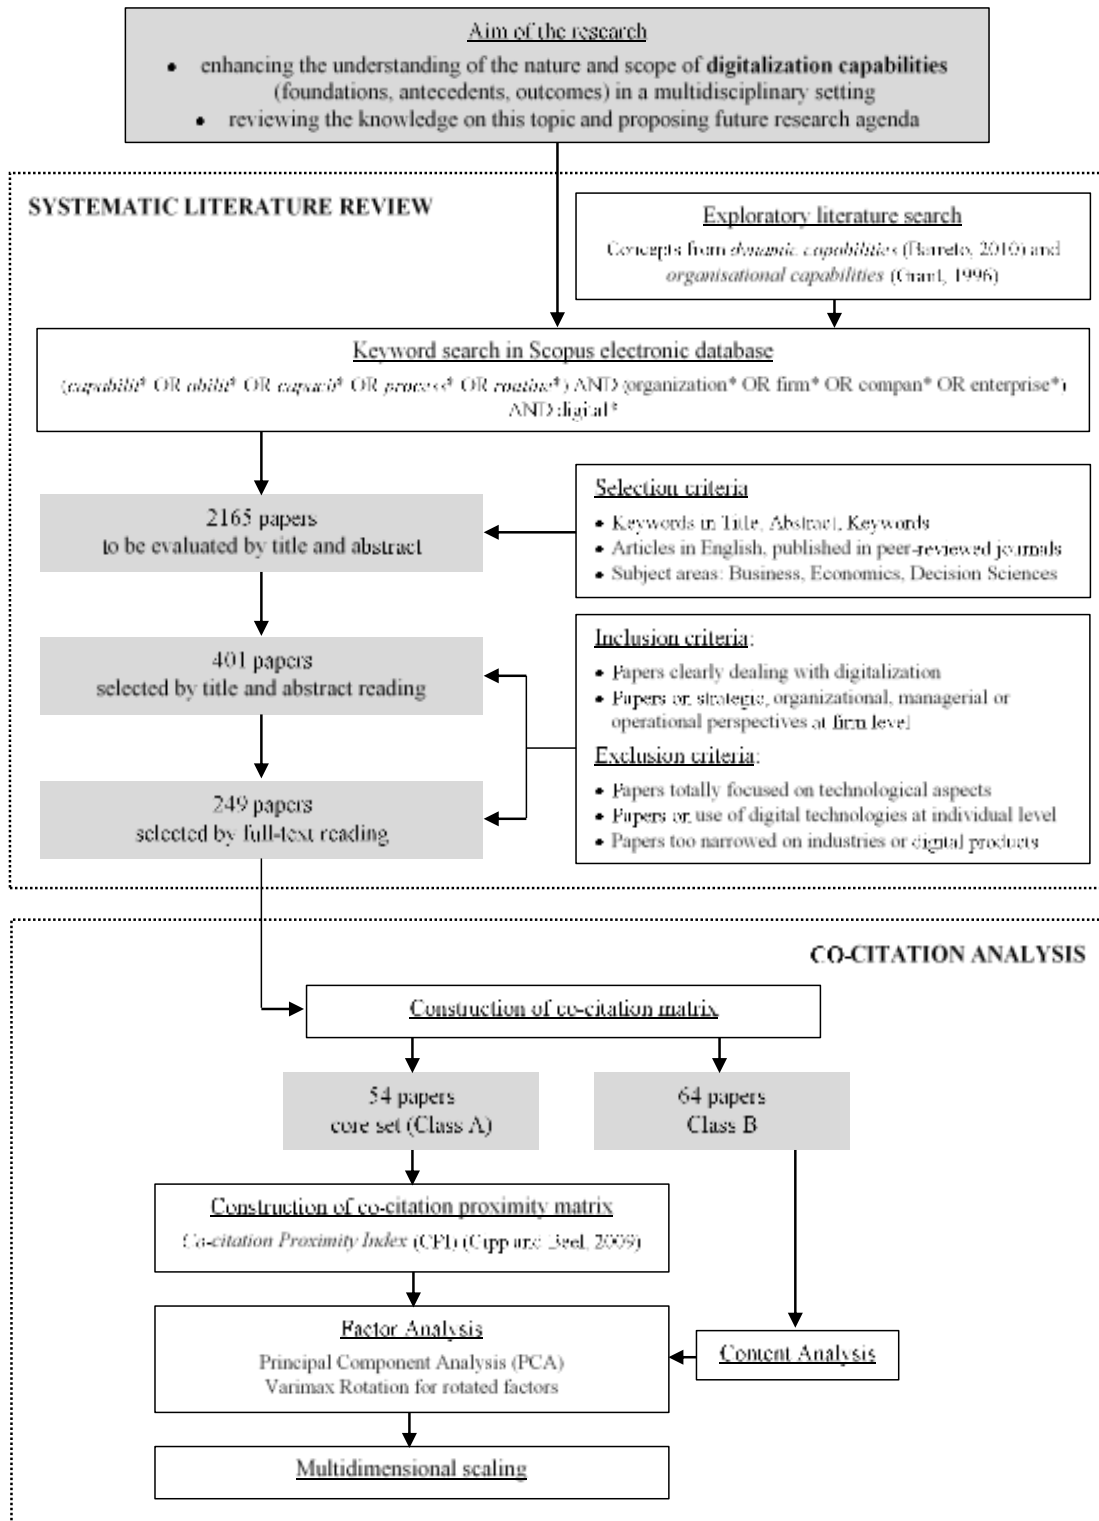 Aim of the research
• enhancing the understanding of the nature and scope of digitalization capabilities
(foundations, antecedents, outcomes) in a multidisciplinary setting
• reviewing the knowledge on this topic and proposing future research agenda
SYSTEMATIC LITERATURE REVIEW
Exploratory literature search
Concepts from dynamic capabilities (Barreto, 2010) and
organisational capabilities (Grant, 1996)
Keyword search in Scopus electronic database
(capabilit* OR abilit* OR capacit* OR process* OR routine*) AND (organization* OR firm* OR compan* OR enterprise*)
AND digital*
2165 papers
to be evaluated by title and abstract
Selection criteria
• Keywords in Title, Abstract, Keywords
• Articles in English, published in peer-reviewed journals
• Subject areas: Business, Economics, Decision Sciences
401 papers
selected by title and abstract reading
Inclusion criteria:
• Papers clearly dealing with digitalization
• Papers on strategic, organizational, managerial or
operational perspectives at firm level
Exclusion criteria:
• Papers totally focused on technological aspects
• Papers on use of digital technologies at individual level
• Papers too narrowed on industries or digital products
249 papers
selected by full-text reading
CO-CITATION ANALYSIS
Construction of co-citation matrix
54 papers
core set (Class A)
64 papers
Class B
Construction of co-citation proximity matrix
Co-citation Proximity Index (CPI) (Gipp and Beel, 2009)
Factor Analysis
Principal Component Analysis (PCA)
Varimax Rotation for rotated factors
Content Analysis
Multidimensional scaling